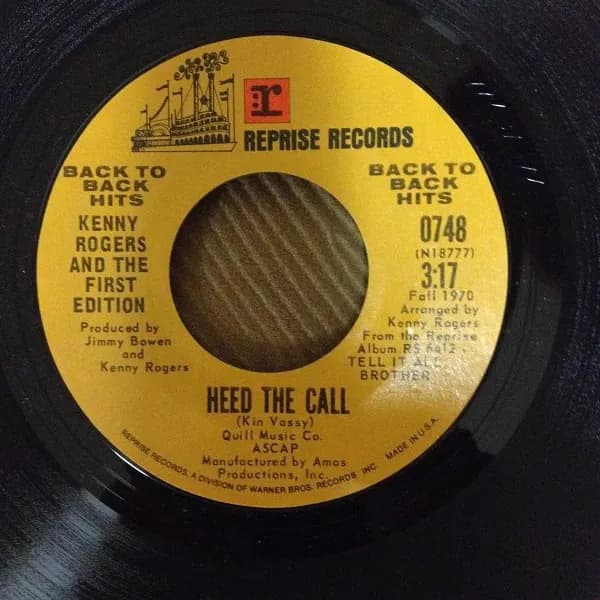 r:
REPRISE RECORDS
BACK TO
BACK
HITS
KENNY
ROGERS
AND THE
FIRST
EDITION
Produced by
Jimmy Bowen
and
Kenny Rogers
BACK TO
BACK
HITS
0748
(N18777)
3:17
Fall 1970
Arranged by
Kenny Rogers
From the Reprise
Album RS 6412 -
TELL IT ALL
BROTHER
HEED THE CALL
(Kin Vassy)
Quill Music Co.
ASCAP
Manufactured by Amos
Productions, Inc.
REPRISE RECORDS, A DIVISION OF WARNER BROS. RECORDS INC. MADE IN U.S.A.